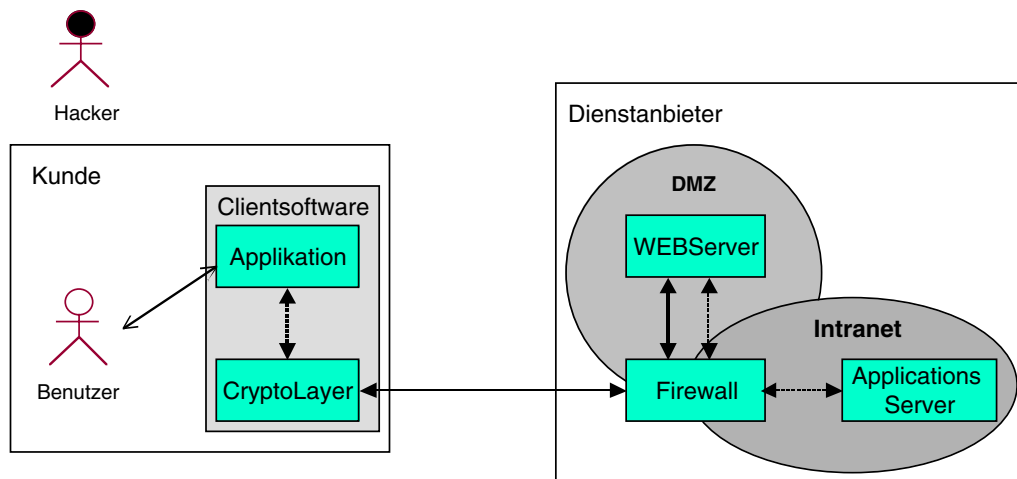 Hacker
Kunde
Clientsoftware
Applikation
Benutzer
CryptoLayer
Dienstanbieter
DMZ
WEBServer
Intranet
Firewall
Applications
Server